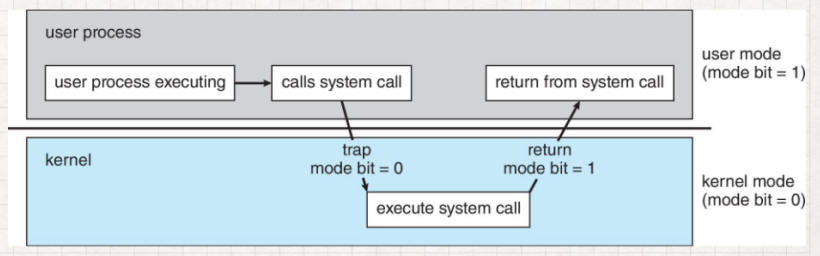 user process
user process executing
calls system call
return from system call
user mode
(mode bit = 1)
kernel
trap
mode bit = 0
return
mode bit = 1
execute system call
kernel mode
(mode bit = 0)